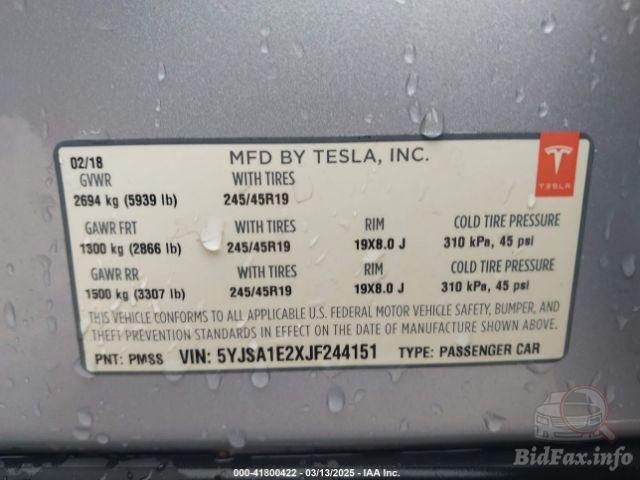 02/18 MFD BY TESLA, INC.
GVWR WITH TIRES
2694 kg (5939 lb) 245/45R19
TESLA
GAWR FRT WITH TIRES RIM COLD TIRE PRESSURE
1300 kg (2866 lb) 245/45R19 19X8.0 J 310 kPa, 45 psi
GAWR RR WITH TIRES RIM COLD TIRE PRESSURE
1500 kg (3307 lb) 245/45R19 19X8.0 J 310 kPa, 45 psi
THIS VEHICLE CONFORMS TO ALL APPLICABLE U.S. FEDERAL MOTOR VEHICLE SAFETY, BUMPER, AND
THEFT PREVENTION STANDARDS IN EFFECT ON THE DATE OF MANUFACTURE SHOWN ABOVE.
PNT: PMSS VIN: 5YJSA1E2XJF244151 TYPE: PASSENGER CAR
BidFax.info
000-41800422 - 03/13/2025 - IAA Inc.